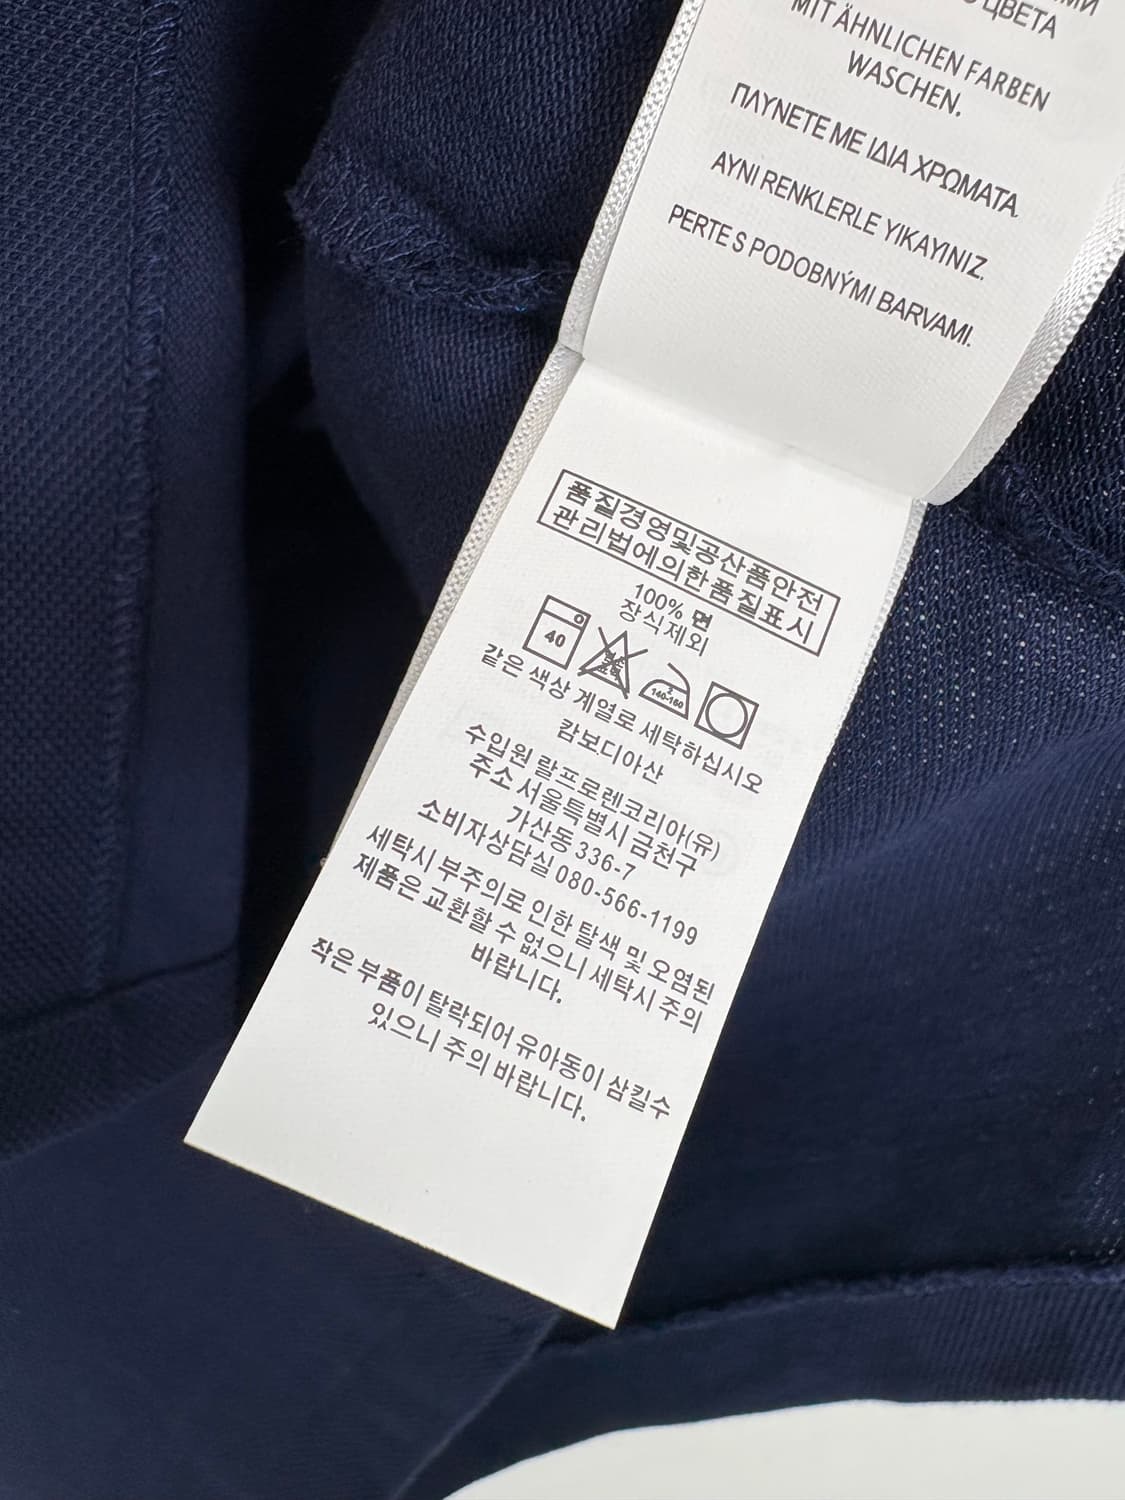 ЦВЕТА
MIT ÄHNLICHEN FARBEN
WASCHEN.
ΠΛΥΝΕΤΕ ΜΕ ΙΔΙΑ ΧΡΩΜΑΤΑ.
AYNI RENKLERLE YIKAYINIZ.
PERTE S PODOBNÝMI BARVAMI.
품질경영및공산품안전
관리법에의한품질표시
100% 면
장식제외
40
140-160
같은 색상 계열로 세탁하십시오
캄보디아산
수입원 랄프로렌코리아(유)
주소 서울특별시 금천구
가산동 336-7
소비자상담실 080-566-1199
세탁시 부주의로 인한 탈색 및 오염된
제품은 교환할 수 없으니 세탁시 주의
바랍니다.
작은 부품이 탈락되어 유아동이 삼킬수
있으니 주의 바랍니다.